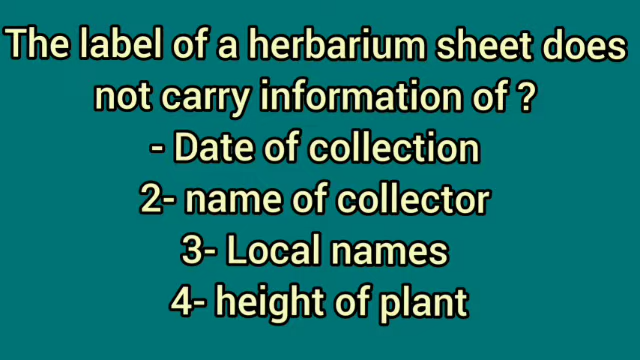 The label of a herbarium sheet does
not carry information of ?
- Date of collection
2- name of collector
3- Local names
4- height of plant